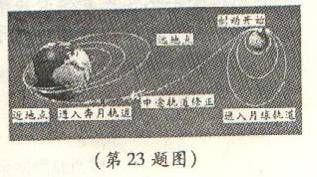 制动开始
远地点
中途轨道修正
近地点 进入奔月轨道 进入月球轨道
(第23题图)